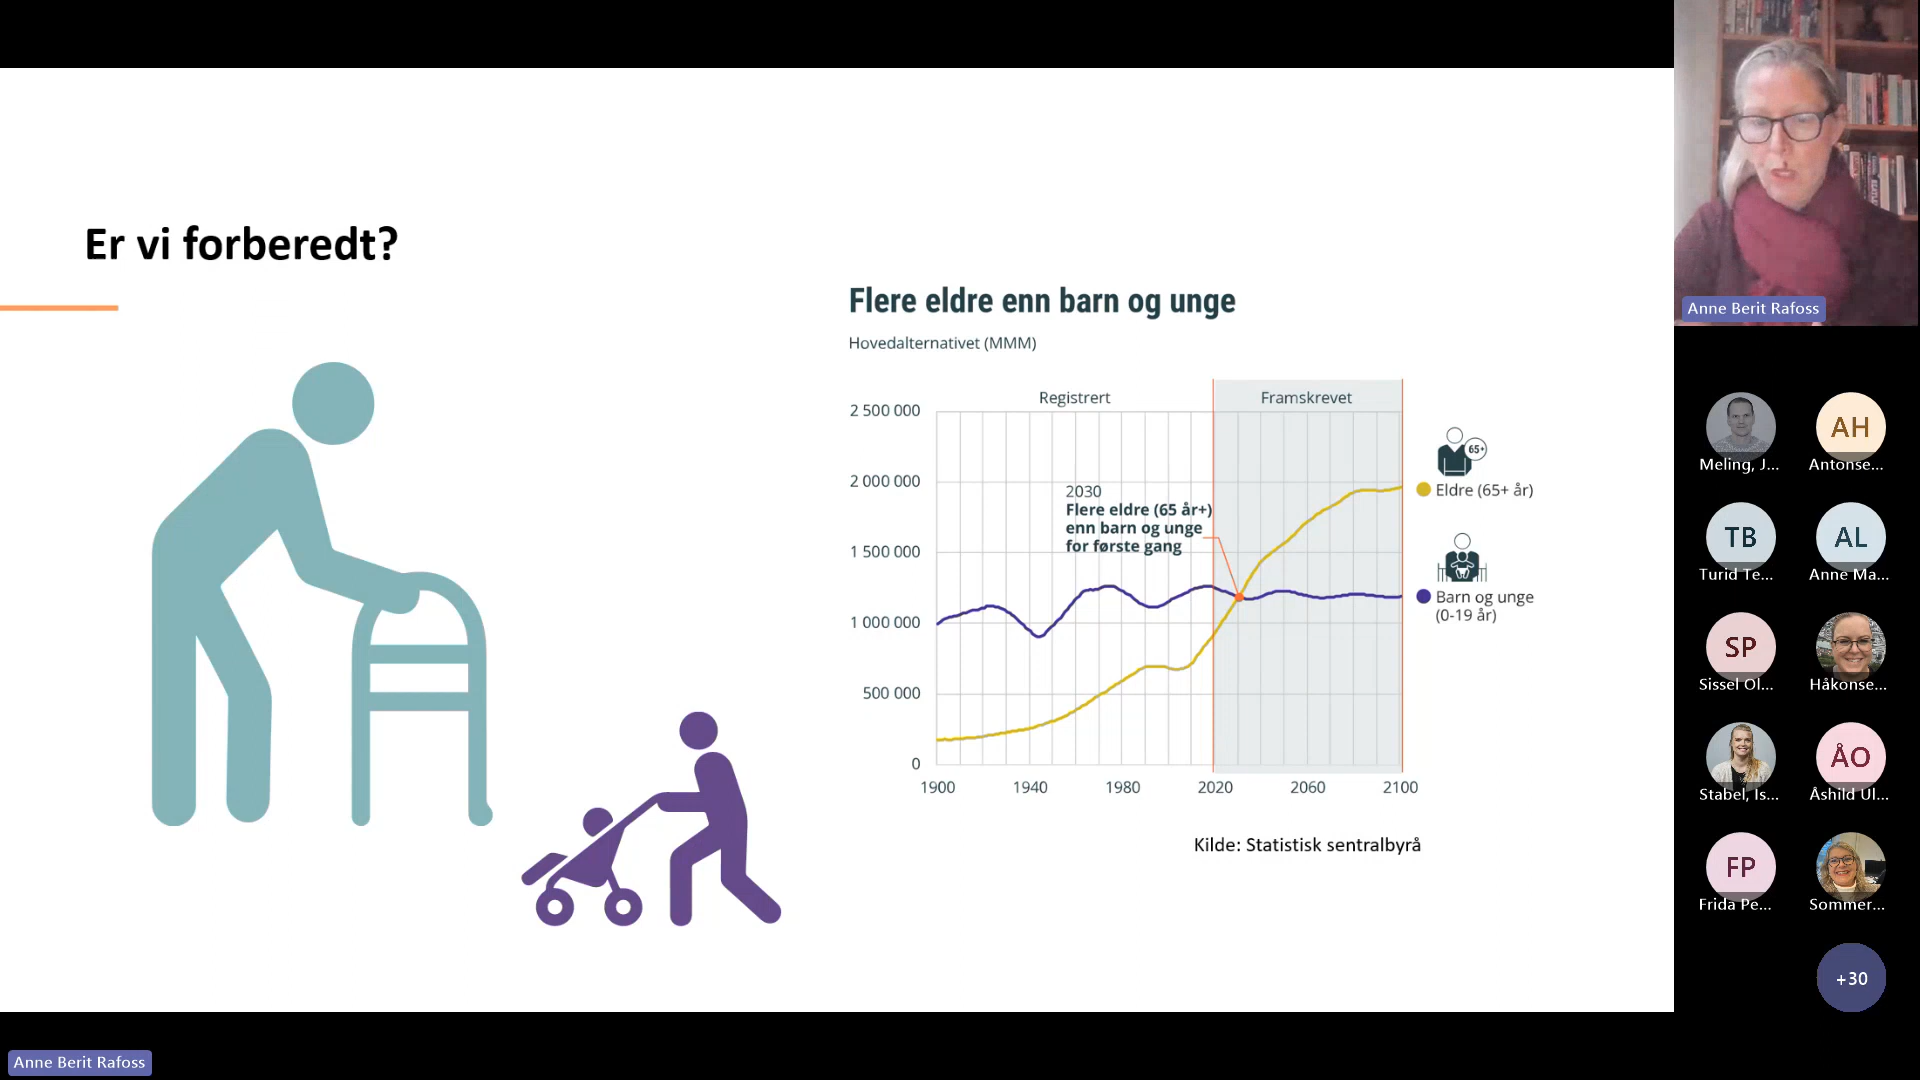 Er vi forberedt?
Flere eldre enn barn og unge
Hovedalternativet (MMM)
Registrert
Framskrevet
2 500 000
2 000 000
1 500 000
1 000 000
500 000
0
2030
Flere eldre (65 år+)
enn barn og unge
for første gang
1900
1940
1980
2020
2060
2100
65+
Eldre (65+ år)
Barn og unge
(0-19 år)
Kilde: Statistisk sentralbyrå
Anne Berit Rafoss
Meling, J...
AH
Antonse...
TB
Turid Te...
AL
Anne Ma...
SP
Sissel Ol...
Håkonse...
Stabel, Is...
ÅO
Åshild Ul...
FP
Frida Pe...
Sommer...
+30
Anne Berit Rafoss